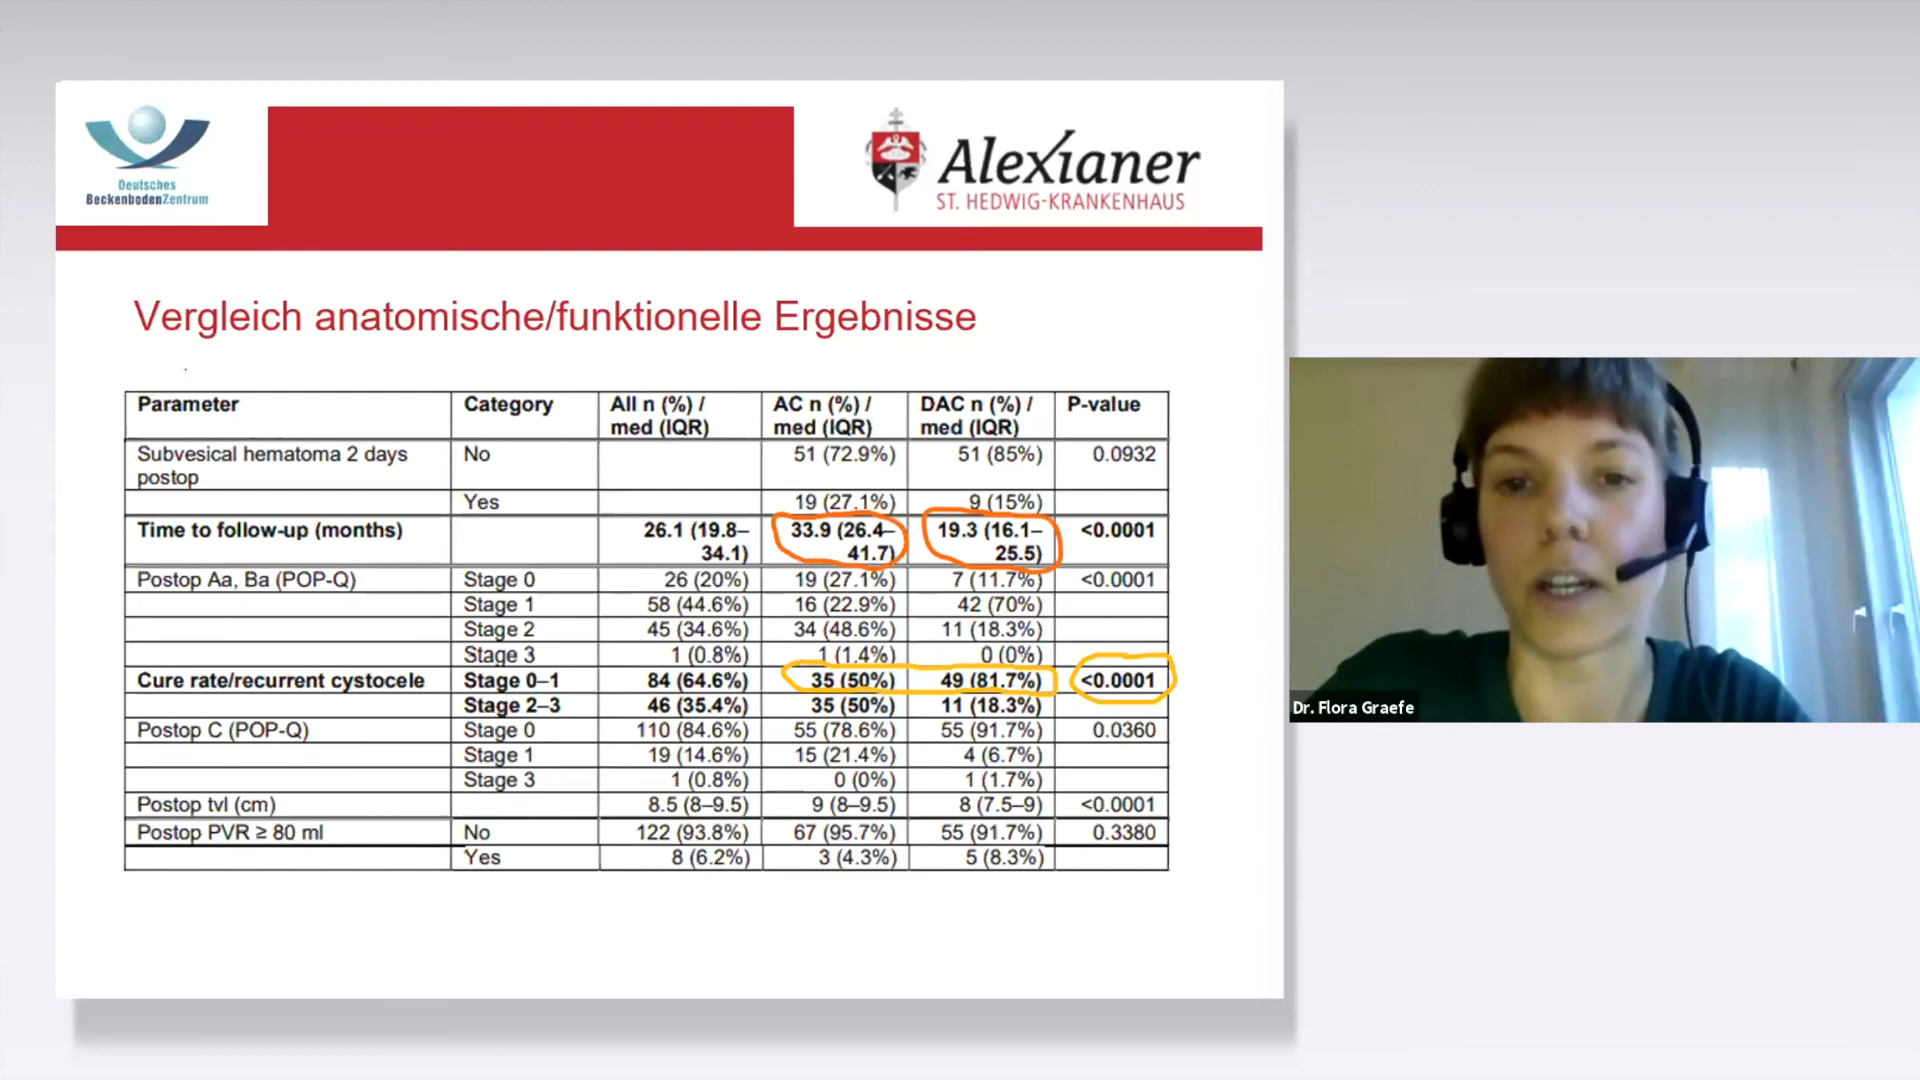 Deutsches
BeckenbodenZentrum
Alexianer
ST. HEDWIG-KRANKENHAUS
Vergleich anatomische/funktionelle Ergebnisse
Parameter Category All n (%) / med (IQR) AC n (%) / med (IQR) DAC n (%) / med (IQR) P-value
Subvesical hematoma 2 days postop No 51 (72.9%) 51 (85%) 0.0932
Yes 19 (27.1%) 9 (15%)
Time to follow-up (months) 26.1 (19.8–34.1) 33.9 (26.4–41.7) 19.3 (16.1–25.5) <0.0001
Postop Aa, Ba (POP-Q) Stage 0 26 (20%) 19 (27.1%) 7 (11.7%) <0.0001
Stage 1 58 (44.6%) 16 (22.9%) 42 (70%)
Stage 2 45 (34.6%) 34 (48.6%) 11 (18.3%)
Stage 3 1 (0.8%) 1 (1.4%) 0 (0%)
Cure rate/recurrent cystocele Stage 0–1 84 (64.6%) 35 (50%) 49 (81.7%) <0.0001
Stage 2–3 46 (35.4%) 35 (50%) 11 (18.3%)
Postop C (POP-Q) Stage 0 110 (84.6%) 55 (78.6%) 55 (91.7%) 0.0360
Stage 1 19 (14.6%) 15 (21.4%) 4 (6.7%)
Stage 3 1 (0.8%) 0 (0%) 1 (1.7%)
Postop tvl (cm) 8.5 (8–9.5) 9 (8–9.5) 8 (7.5–9) <0.0001
Postop PVR ≥ 80 ml No 122 (93.8%) 67 (95.7%) 55 (91.7%) 0.3380
Yes 8 (6.2%) 3 (4.3%) 5 (8.3%)
Dr. Flora Graefe